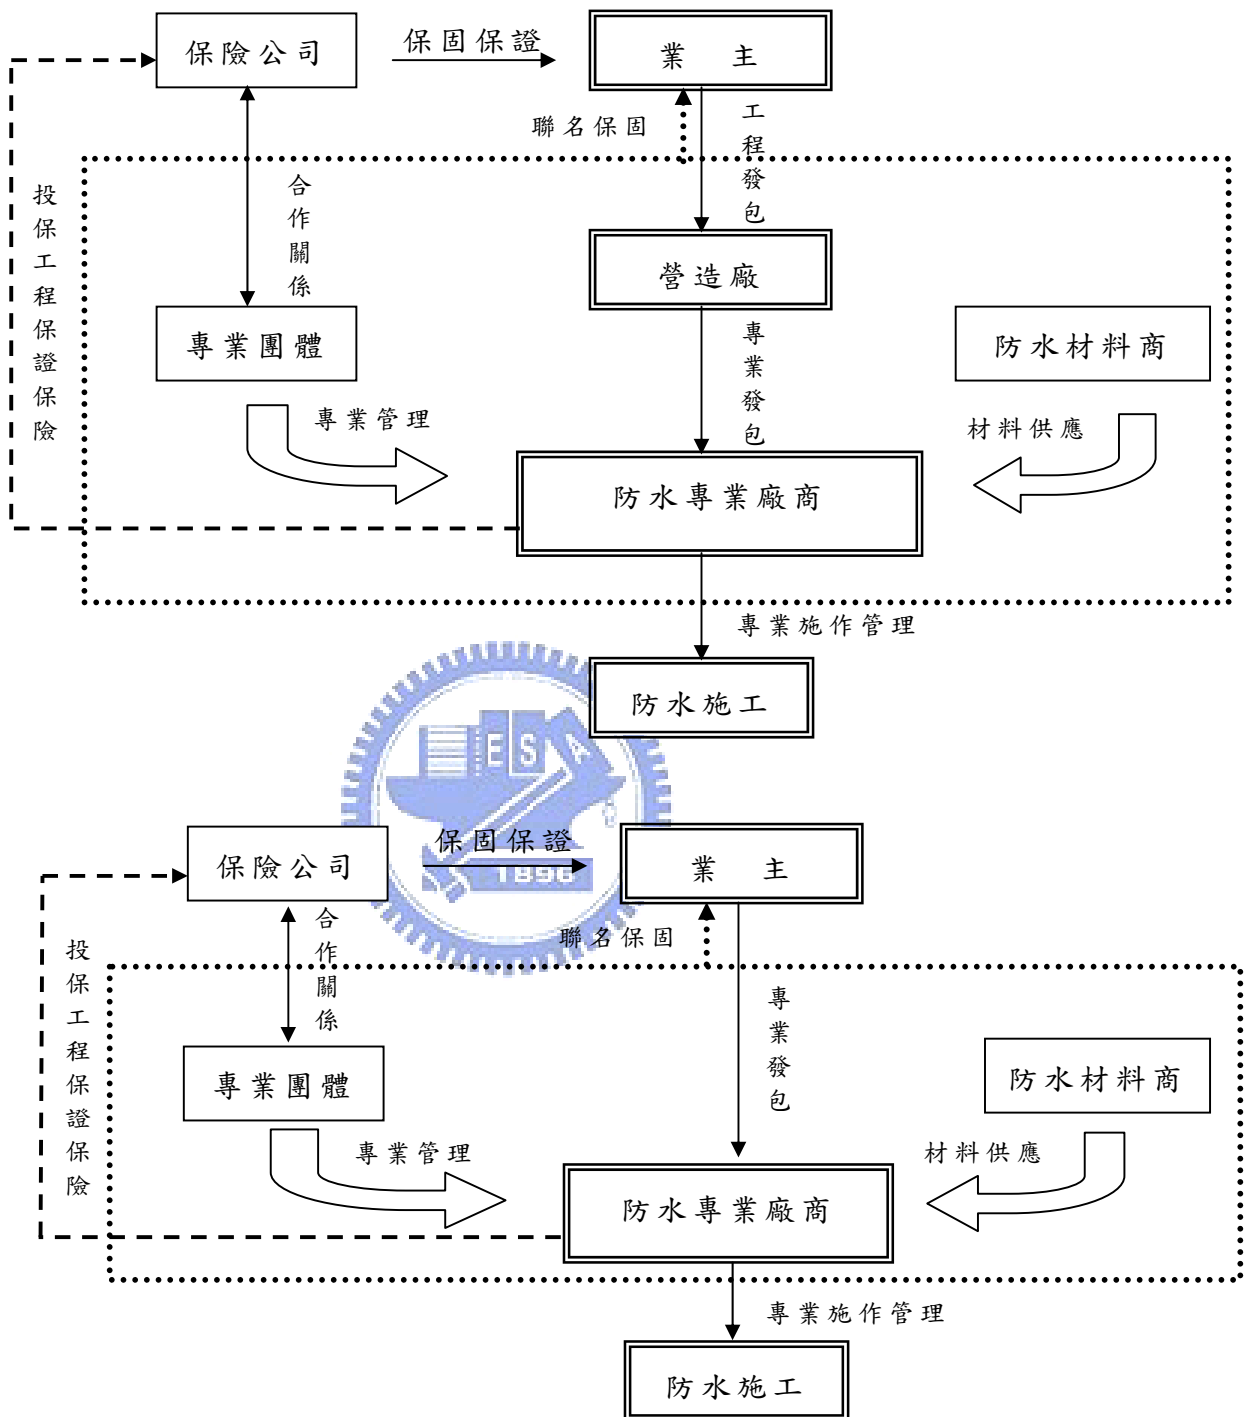 保險公司
保固保證
業 主
聯名保固
工程發包
投保工程保證保險
合作關係
營造廠
專業團體
專業發包
防水材料商
專業管理
材料供應
防水專業廠商
專業施作管理
防水施工
ESA
1896
保險公司
保固保證
業 主
聯名保固
合作關係
投保工程保證保險
專業發包
專業團體
防水材料商
專業管理
材料供應
防水專業廠商
專業施作管理
防水施工